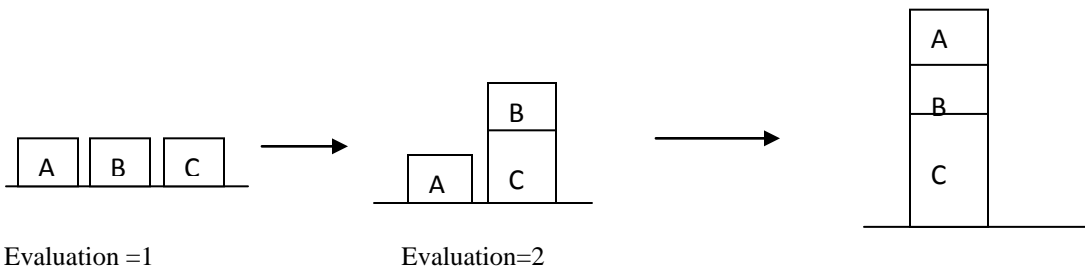 A
B
B
A B C
A C C
Evaluation =1 Evaluation=2